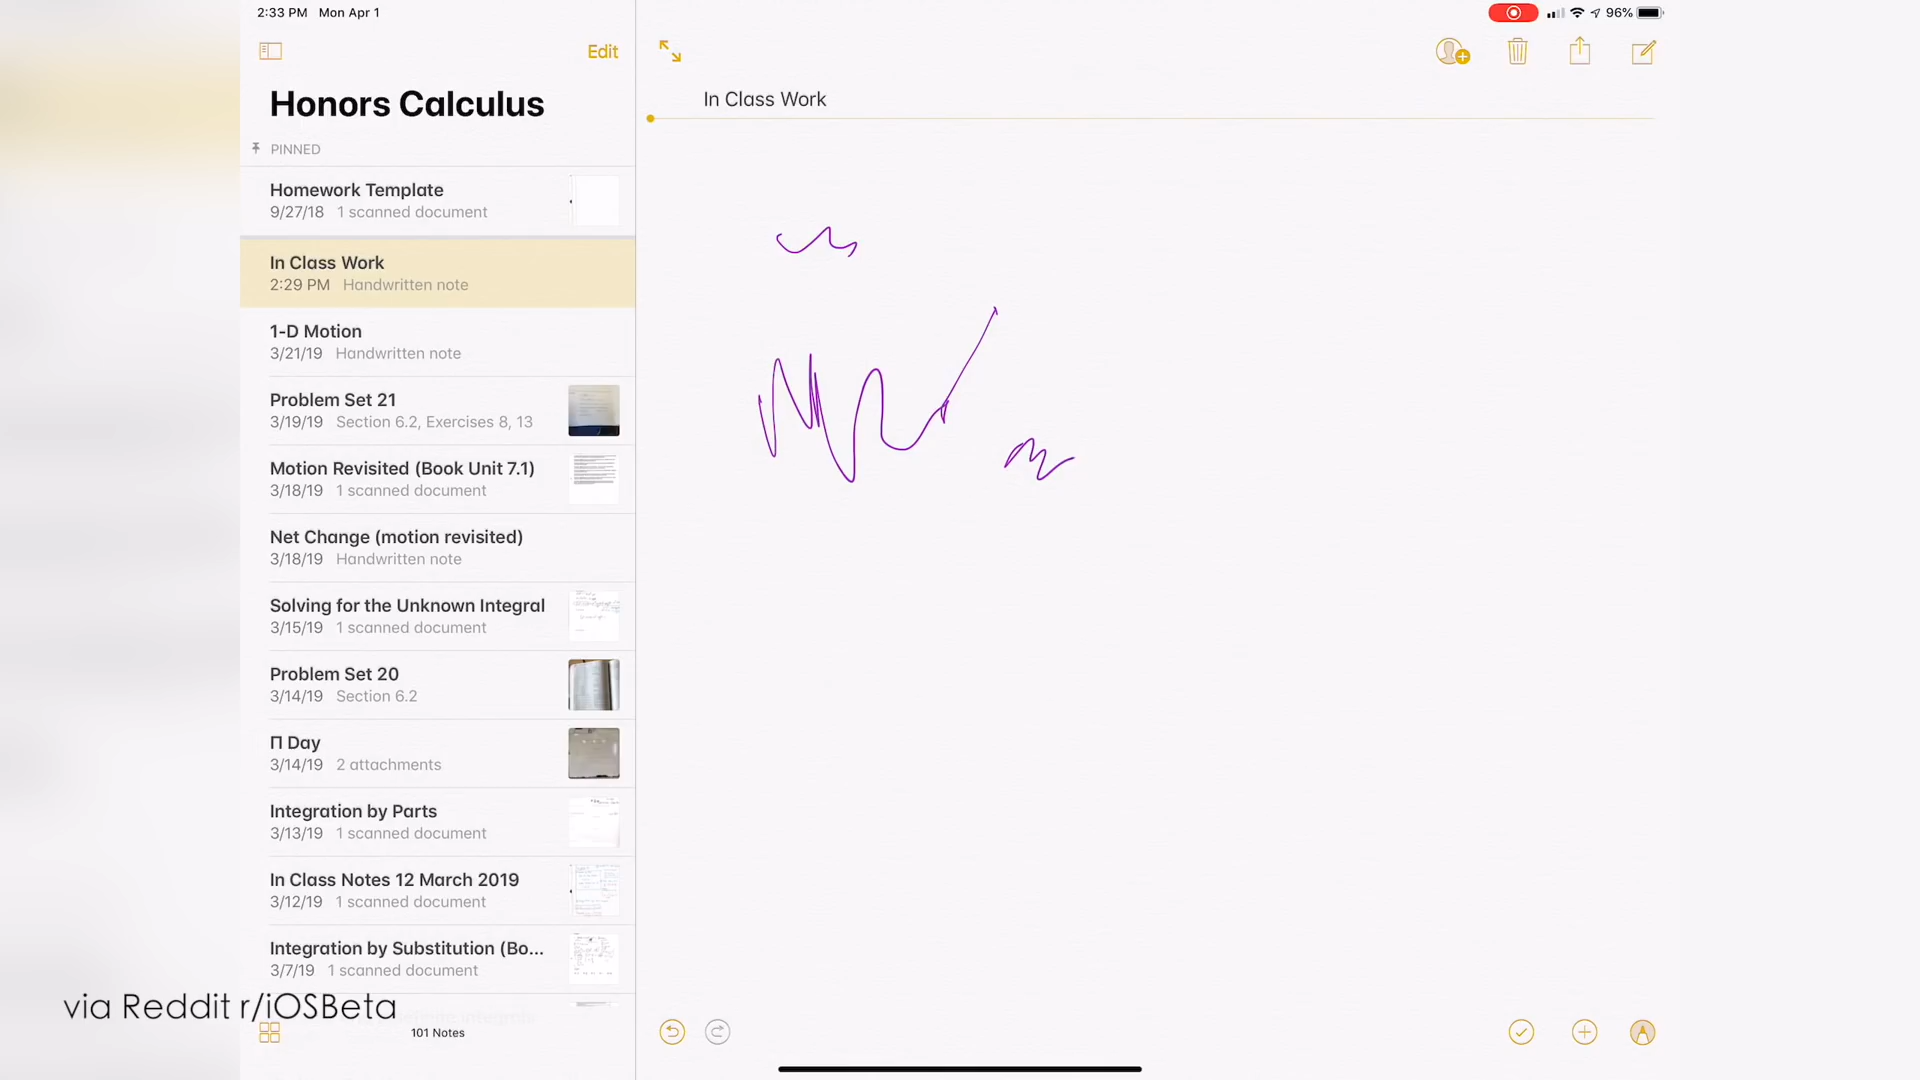 2:33 PM Mon Apr 1
96%
Edit
Honors Calculus
PINNED
Homework Template
9/27/18 1 scanned document
In Class Work
2:29 PM Handwritten note
1-D Motion
3/21/19 Handwritten note
Problem Set 21
3/19/19 Section 6.2, Exercises 8, 13
Motion Revisited (Book Unit 7.1)
3/18/19 1 scanned document
Net Change (motion revisited)
3/18/19 Handwritten note
Solving for the Unknown Integral
3/15/19 1 scanned document
Problem Set 20
3/14/19 Section 6.2
Π Day
3/14/19 2 attachments
Integration by Parts
3/13/19 1 scanned document
In Class Notes 12 March 2019
3/12/19 1 scanned document
Integration by Substitution (Bo...
3/7/19 1 scanned document
via Reddit r/iOSBeta
101 Notes
In Class Work